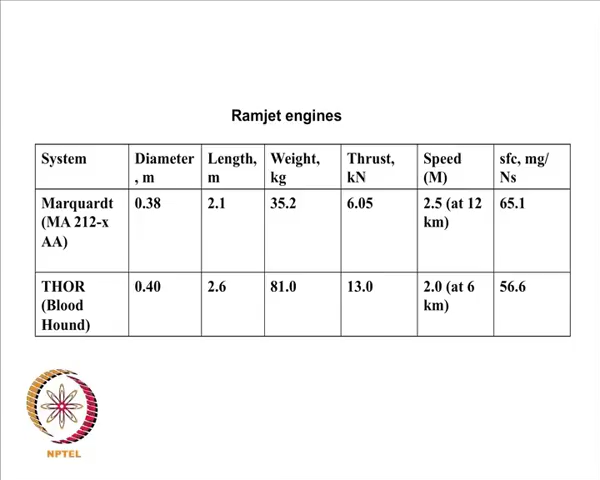 Ramjet engines
System Diameter, m Length, m Weight, kg Thrust, kN Speed (M) sfc, mg/Ns
Marquardt (MA 212-x AA) 0.38 2.1 35.2 6.05 2.5 (at 12 km) 65.1
THOR (Blood Hound) 0.40 2.6 81.0 13.0 2.0 (at 6 km) 56.6
NPTEL